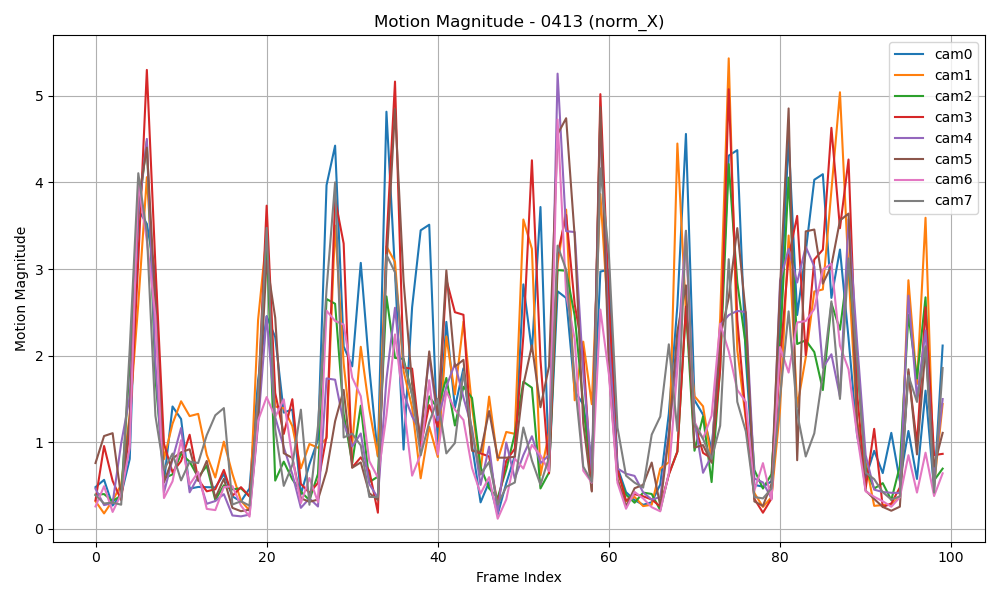 Motion Magnitude - 0413 (norm_X)
Motion Magnitude
5
4
3
2
1
0
0
20
40
60
80
100
Frame Index
cam0
cam1
cam2
cam3
cam4
cam5
cam6
cam7